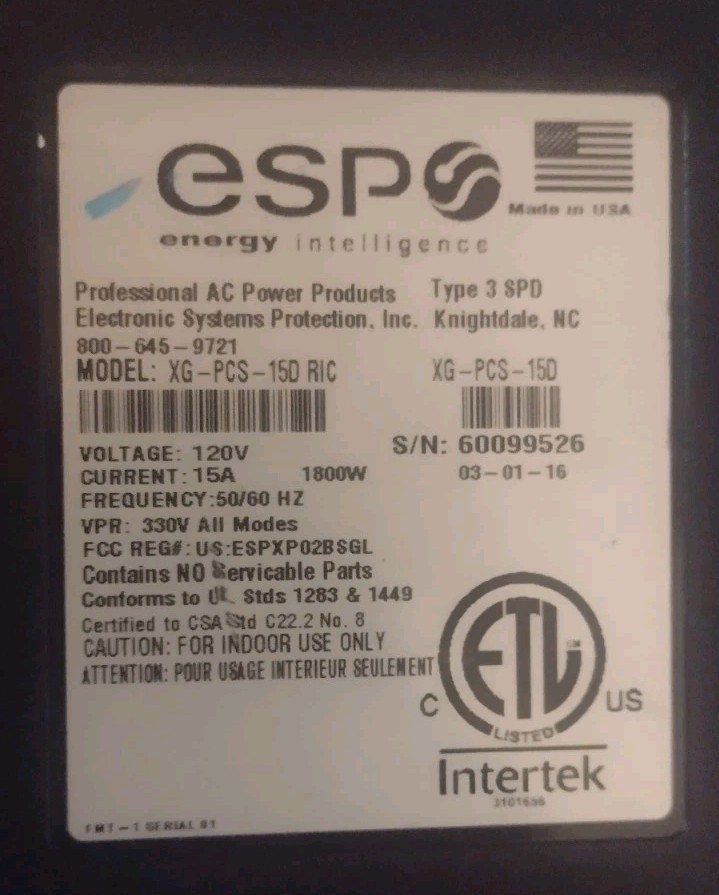 esp
Made in USA
energy intelligence
Professional AC Power Products Type 3 SPD
Electronic Systems Protection, Inc. Knightdale, NC
800-645-9721
MODEL: XG-PCS-15D RIC XG-PCS-15D
S/N: 60099526
VOLTAGE: 120V
CURRENT: 15A 1800W 03-01-16
FREQUENCY:50/60 HZ
VPR: 330V All Modes
FCC REG#: US:ESPXP02BSGL
Contains NO Servicable Parts
Conforms to UL Stds 1283 & 1449
Certified to CSA Std C22.2 No. 8
CAUTION: FOR INDOOR USE ONLY
ATTENTION: POUR USAGE INTERIEUR SEULEMENT
ETL CM
C US
LISTED
Intertek
3101656
FMT-1 SERIAL 01